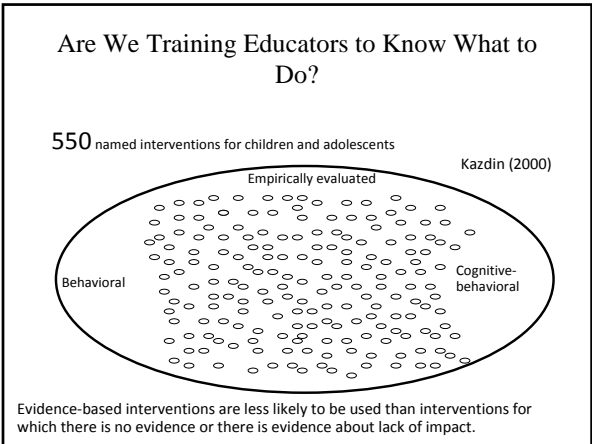 Are We Training Educators to Know What to
Do?
550 named interventions for children and adolescents
Kazdin (2000)
Empirically evaluated
Behavioral
Cognitive-
behavioral
Evidence-based interventions are less likely to be used than interventions for
which there is no evidence or there is evidence about lack of impact.